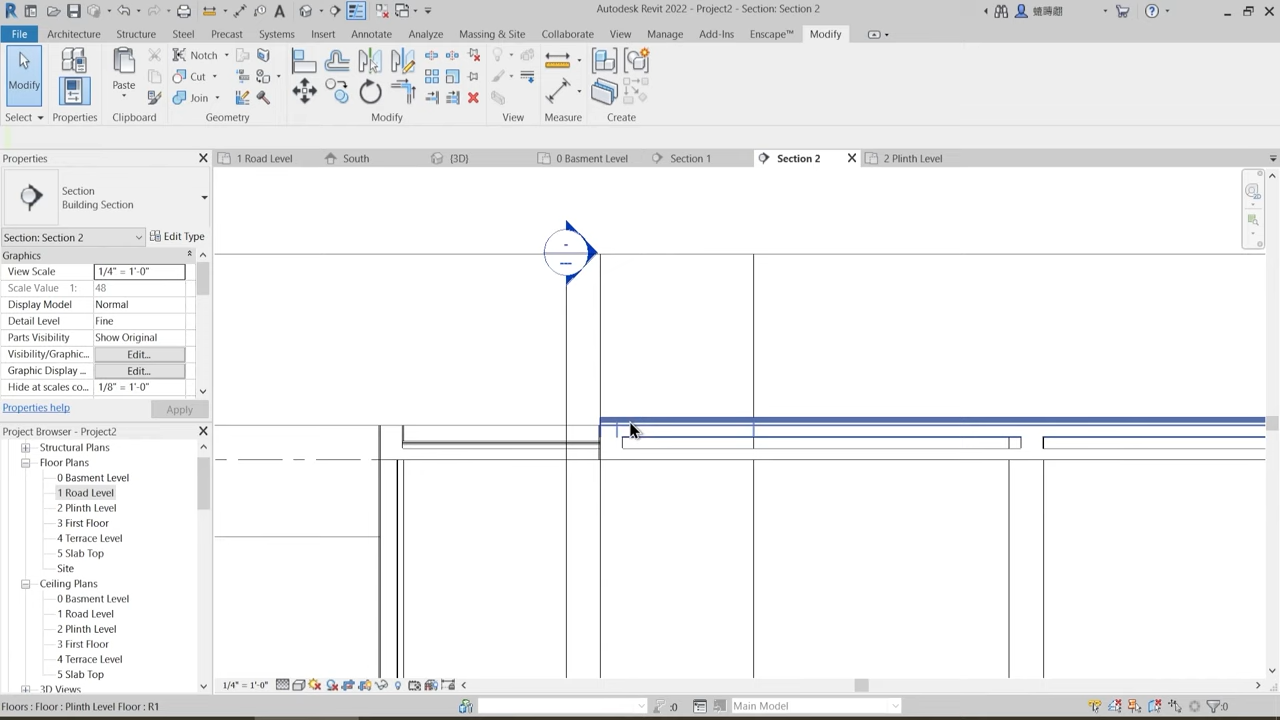 Autodesk Revit 2022 - Project2 - Section: Section 2
File Architecture Structure Steel Precast Systems Insert Annotate Analyze Massing & Site Collaborate View Manage Add-Ins Enscape™ Modify
Modify
Paste
Notch
Cut
Join
Select Properties Clipboard Geometry Modify View Measure Create
Properties
1 Road Level South {3D} 0 Basment Level Section 1 Section 2 2 Plinth Level
Section
Building Section
Section: Section 2 Edit Type
Graphics
View Scale 1/4" = 1'-0"
Scale Value 1: 48
Display Model Normal
Detail Level Fine
Parts Visibility Show Original
Visibility/Graphic... Edit...
Graphic Display ... Edit...
Hide at scales co... 1/8" = 1'-0"
Properties help Apply
Project Browser - Project2
Structural Plans
Floor Plans
0 Basment Level
1 Road Level
2 Plinth Level
3 First Floor
4 Terrace Level
5 Slab Top
Site
Ceiling Plans
0 Basment Level
1 Road Level
2 Plinth Level
3 First Floor
4 Terrace Level
5 Slab Top
3D Views
1/4" = 1'-0"
Floors : Floor : Plinth Level Floor : R1 :0 Main Model :0